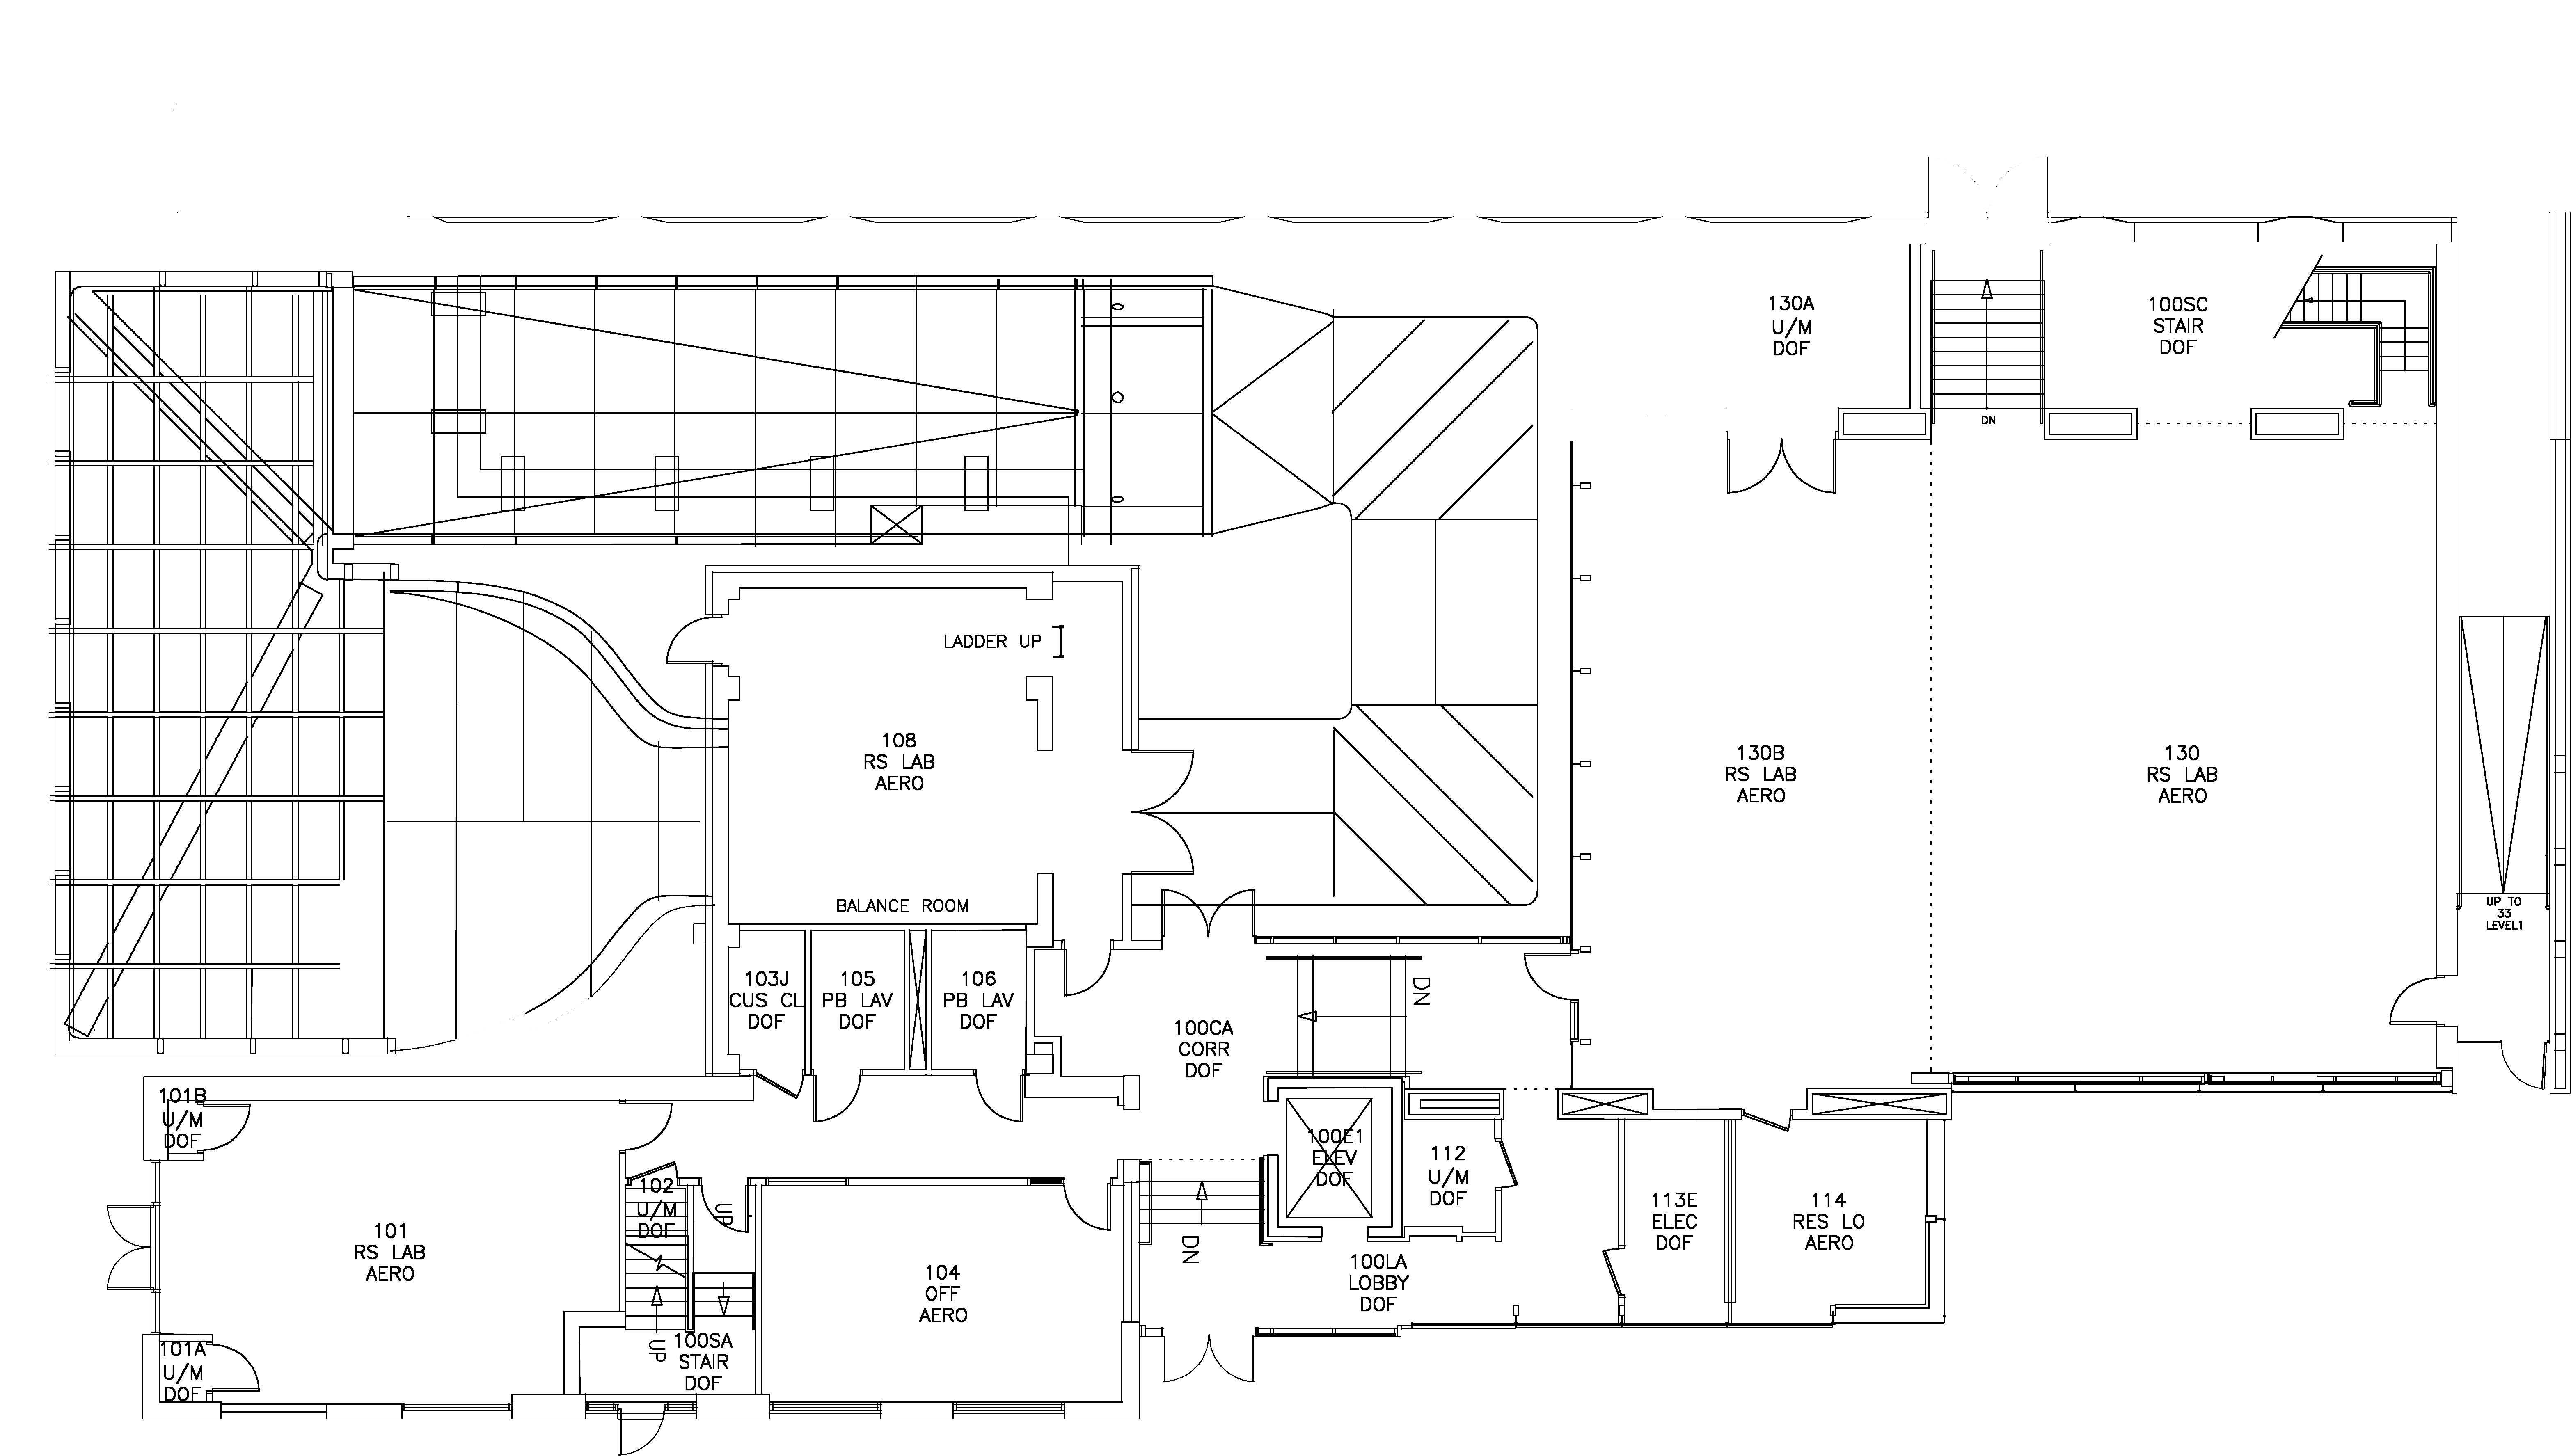 130A
U/M
DOF
100SC
STAIR
DOF
DN
LADDER UP
108
RS LAB
AERO
130B
RS LAB
AERO
130
RS LAB
AERO
BALANCE ROOM
UP TO
33
LEVEL1
103J
CUS CL
DOF
105
PB LAV
DOF
106
PB LAV
DOF
DN
100CA
CORR
DOF
101B
U/M
DOF
100E1
ELEV
DOF
112
U/M
DOF
102
U/M
DOF
UP
113E
ELEC
DOF
114
RES LO
AERO
101
RS LAB
AERO
DN
100LA
LOBBY
DOF
104
OFF
AERO
UP
100SA
STAIR
DOF
101A
U/M
DOF